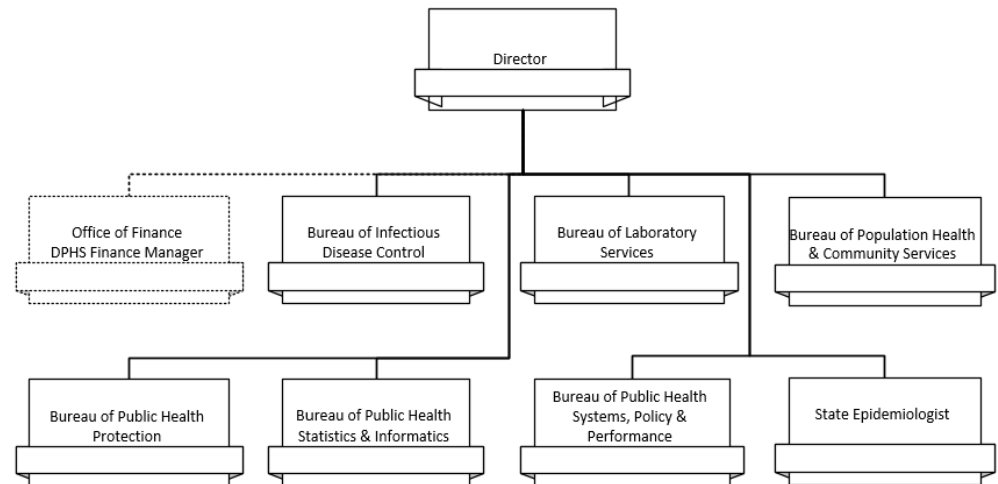 Director
Office of Finance
DPHS Finance Manager
Bureau of Infectious
Disease Control
Bureau of Laboratory
Services
Bureau of Population Health
& Community Services
Bureau of Public Health
Protection
Bureau of Public Health
Statistics & Informatics
Bureau of Public Health
Systems, Policy &
Performance
State Epidemiologist